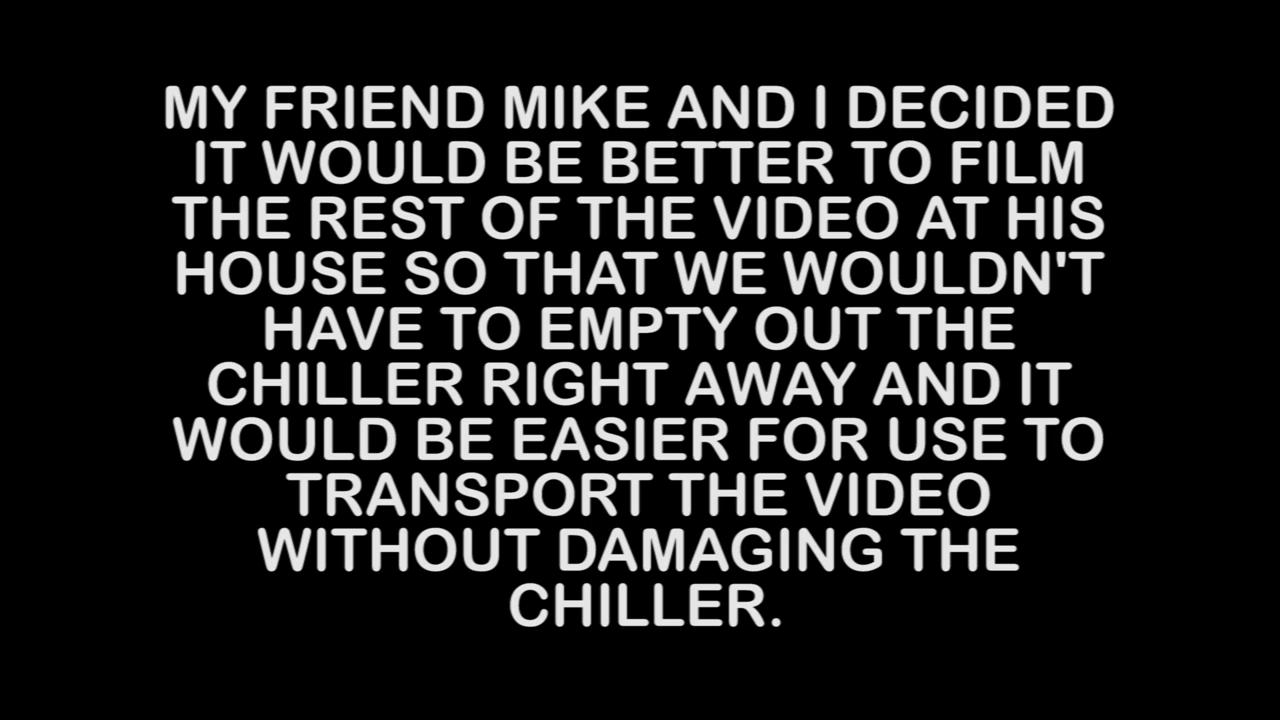 MY FRIEND MIKE AND I DECIDED
IT WOULD BE BETTER TO FILM
THE REST OF THE VIDEO AT HIS
HOUSE SO THAT WE WOULDN'T
HAVE TO EMPTY OUT THE
CHILLER RIGHT AWAY AND IT
WOULD BE EASIER FOR USE TO
TRANSPORT THE VIDEO
WITHOUT DAMAGING THE
CHILLER.